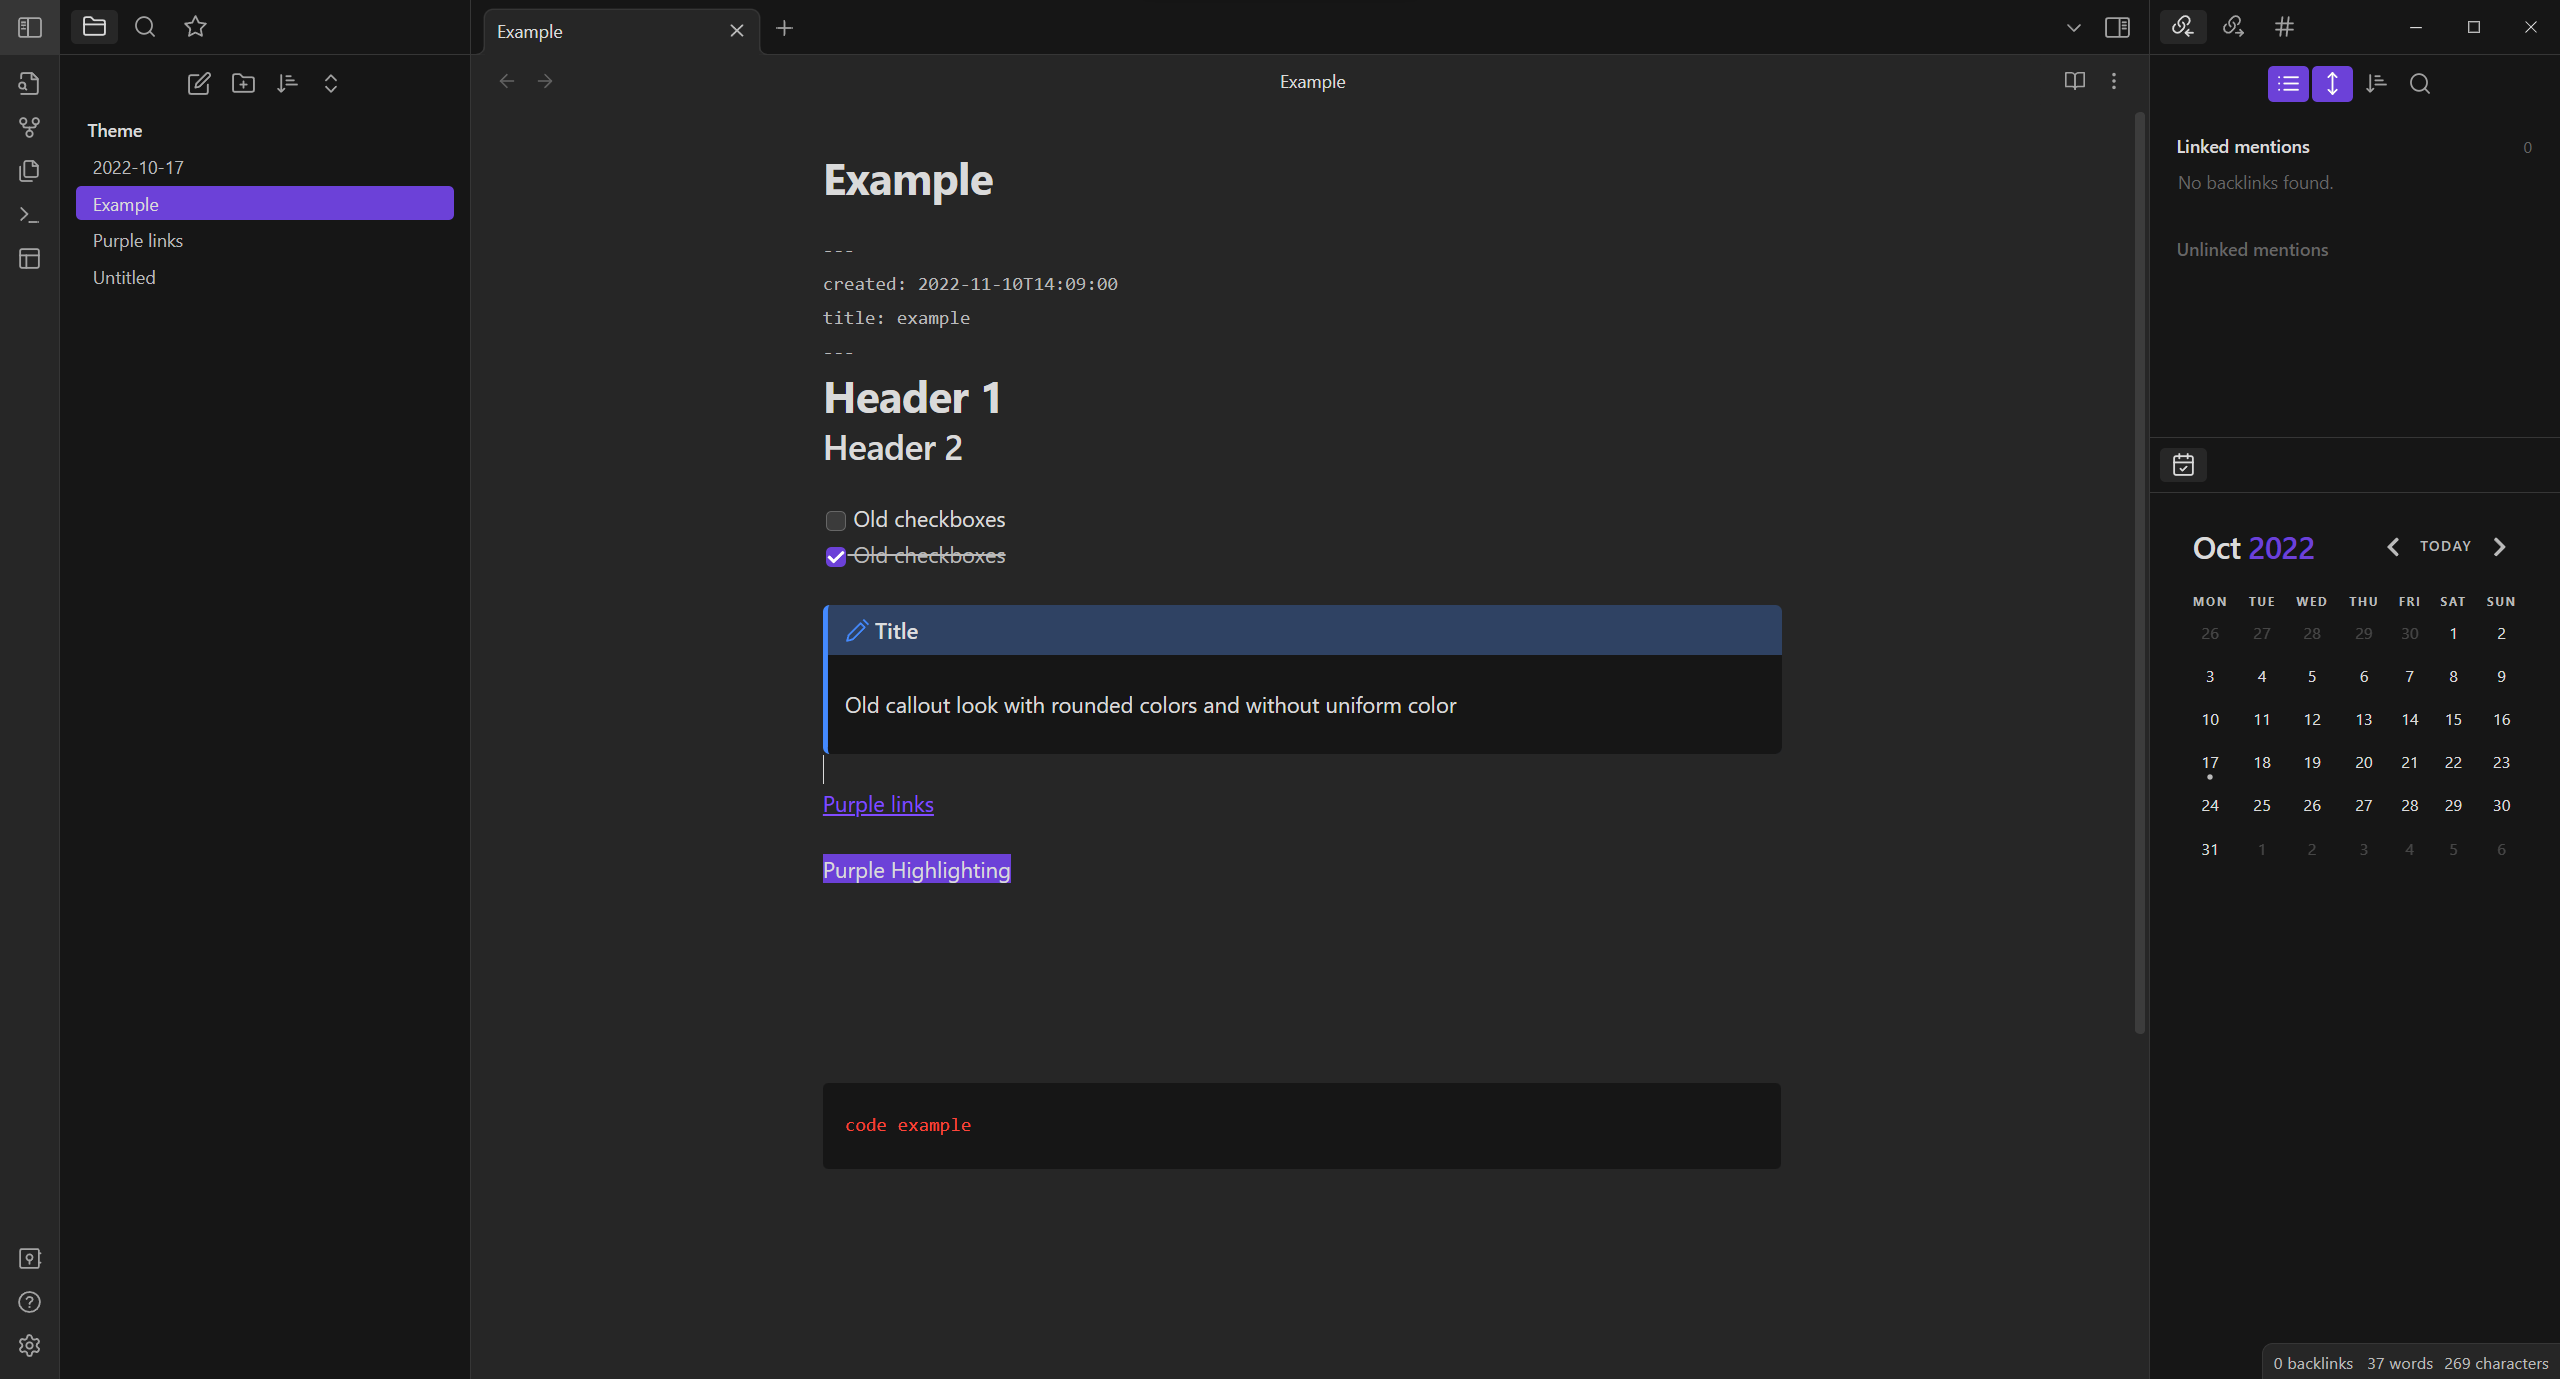 Example
Theme
2022-10-17
Example
Purple links
Untitled
Example
Example
---
created: 2022-11-10T14:09:00
title: example
---
Header 1
Header 2
Old checkboxes
Old checkboxes
Title
Old callout look with rounded colors and without uniform color
Purple links
Purple Highlighting
code example
Linked mentions 0
No backlinks found.
Unlinked mentions
Oct 2022 TODAY
MON TUE WED THU FRI SAT SUN
26 27 28 29 30 1 2
3 4 5 6 7 8 9
10 11 12 13 14 15 16
17 18 19 20 21 22 23
24 25 26 27 28 29 30
31 1 2 3 4 5 6
0 backlinks 37 words 269 characters